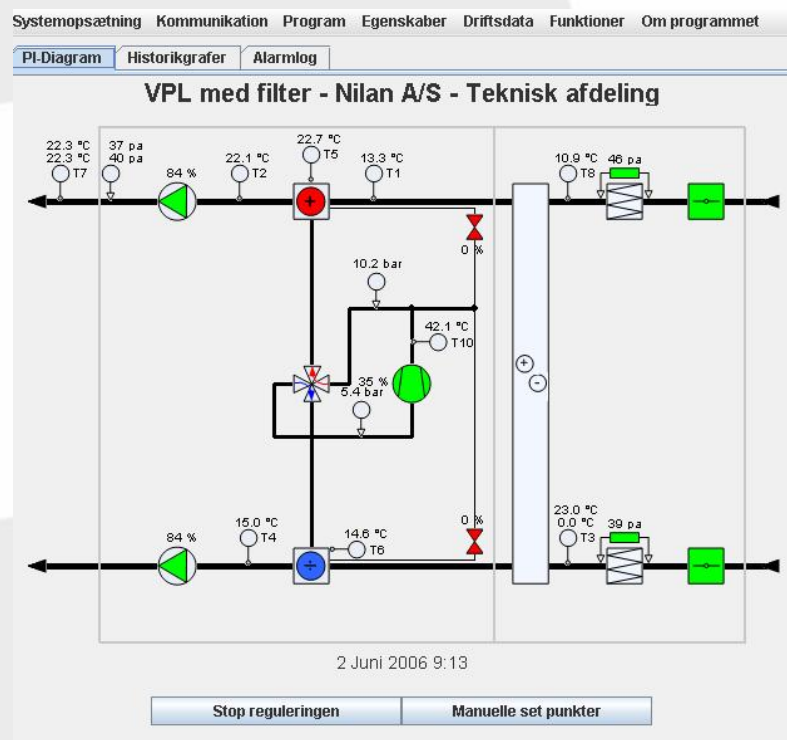 Systemopsætning Kommunikation Program Egenskaber Driftsdata Funktioner Om programmet
PI-Diagram Historikgrafer Alarmlog
VPL med filter - Nilan A/S - Teknisk afdeling
22.3 °C 37 pa 22.7 °C
22.3 °C 40 pa 84 % 22.1 °C T5 13.3 °C 10.9 °C 46 pa
T7 T2 T1 T8
+
0 %
10.2 bar
42.1 °C
T10
35 %
5.4 bar
+
-
23.0 °C
15.0 °C 0 % 0.0 °C 39 pa
84 % T4 14.6 °C T3
T6
÷
2 Juni 2006 9:13
Stop reguleringen Manuelle set punkter